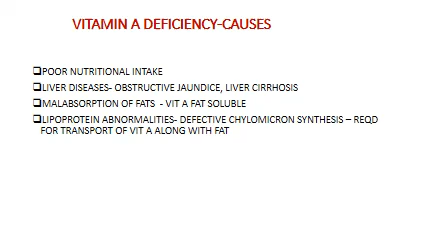 VITAMIN A DEFICIENCY-CAUSES
❑POOR NUTRITIONAL INTAKE
❑LIVER DISEASES- OBSTRUCTIVE JAUNDICE, LIVER CIRRHOSIS
❑MALABSORPTION OF FATS - VIT A FAT SOLUBLE
❑LIPOPROTEIN ABNORMALITIES- DEFECTIVE CHYLOMICRON SYNTHESIS – REQD
FOR TRANSPORT OF VIT A ALONG WITH FAT